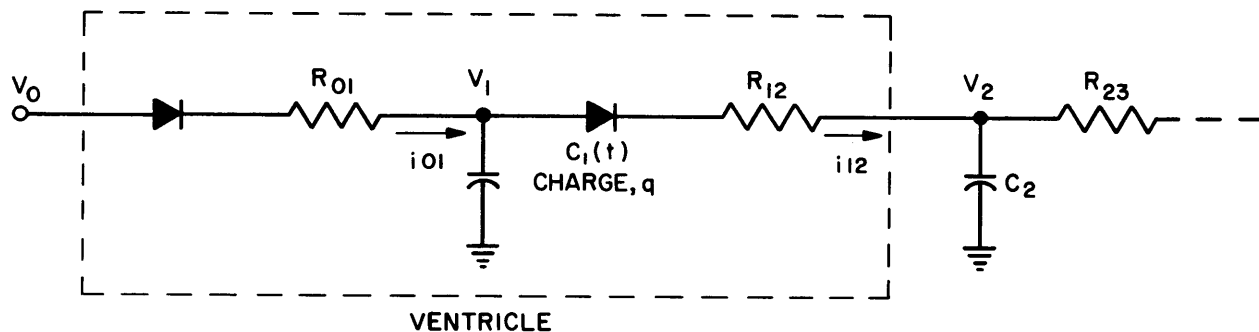 V0
R01
V1
R12
V2
R23
i01
C1(t)
CHARGE, q
i12
C2
VENTRICLE